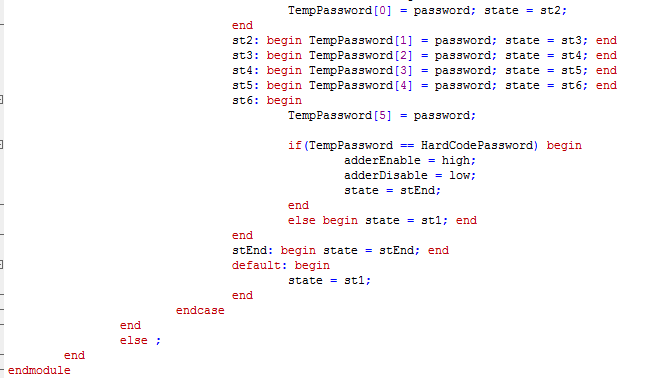 TempPassword[0] = password; state = st2;
end
st2: begin TempPassword[1] = password; state = st3; end
st3: begin TempPassword[2] = password; state = st4; end
st4: begin TempPassword[3] = password; state = st5; end
st5: begin TempPassword[4] = password; state = st6; end
st6: begin
TempPassword[5] = password;
if(TempPassword == HardCodePassword) begin
adderEnable = high;
adderDisable = low;
state = stEnd;
end
else begin state = st1; end
end
stEnd: begin state = stEnd; end
default: begin
state = st1;
end
endcase
end
else ;
end
endmodule